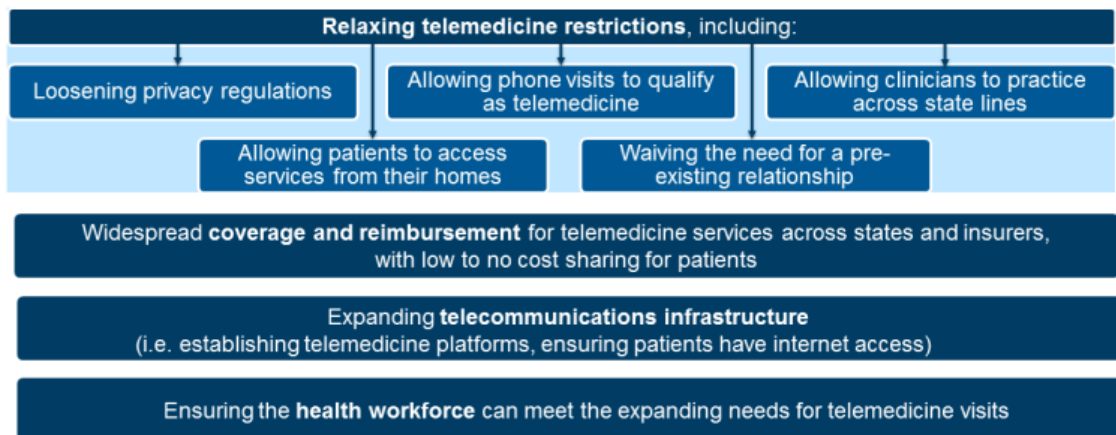 Relaxing telemedicine restrictions, including:
Loosening privacy regulations
Allowing phone visits to qualify
as telemedicine
Allowing clinicians to practice
across state lines
Allowing patients to access
services from their homes
Waiving the need for a pre-
existing relationship
Widespread coverage and reimbursement for telemedicine services across states and insurers,
with low to no cost sharing for patients
Expanding telecommunications infrastructure
(i.e. establishing telemedicine platforms, ensuring patients have internet access)
Ensuring the health workforce can meet the expanding needs for telemedicine visits